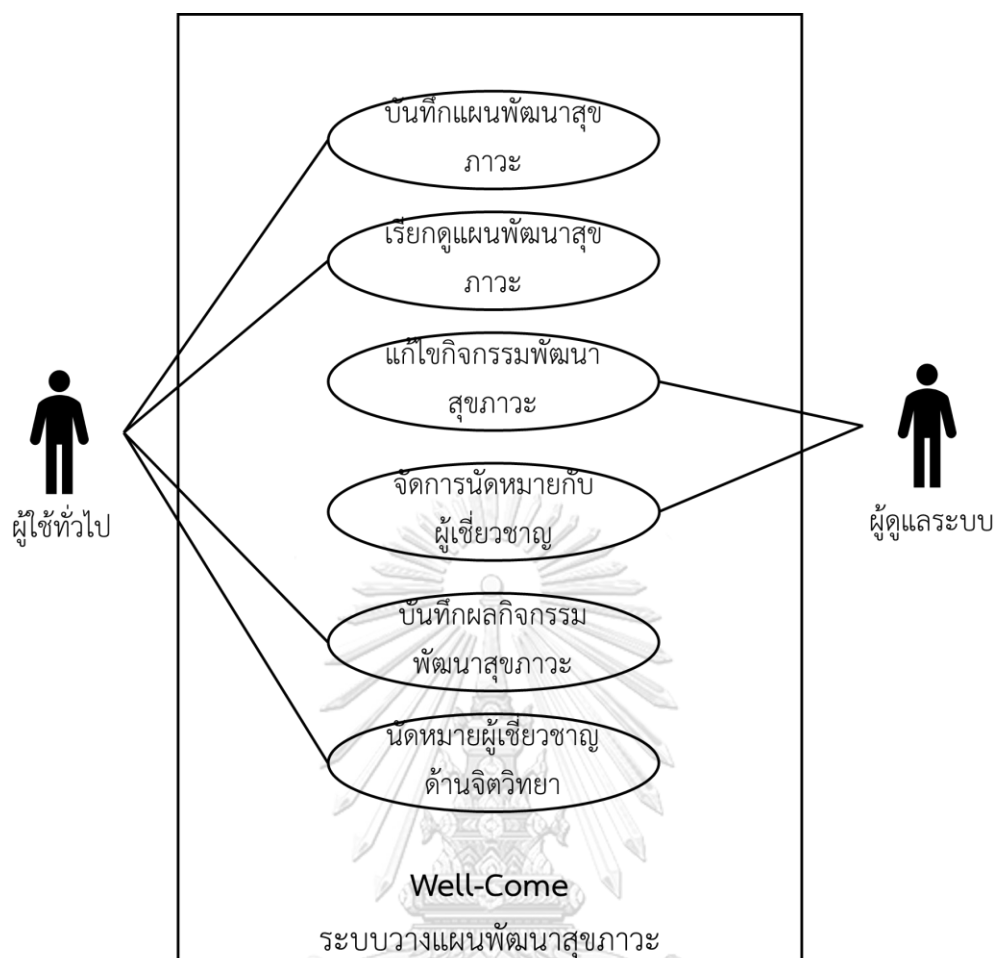 บันทึกแผนพัฒนาสุข
ภาวะ
เรียกดูแผนพัฒนาสุข
ภาวะ
แก้ไขกิจกรรมพัฒนา
สุขภาวะ
จัดการนัดหมายกับ
ผู้เชี่ยวชาญ
ผู้ใช้ทั่วไป
ผู้ดูแลระบบ
บันทึกผลกิจกรรม
พัฒนาสุขภาวะ
นัดหมายผู้เชี่ยวชาญ
ด้านจิตวิทยา
Well-Come
ระบบวางแผนพัฒนาสุขภาวะ